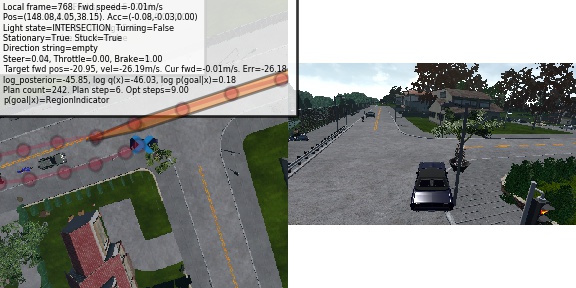 Local frame=768. Fwd speed=-0.01m/s
Pos=(148.08,4.05,38.15). Acc=(-0.08,-0.03,0.00)
Light state=INTERSECTION. Turning=False
Stationary=True. Stuck=True
Direction string=empty
Steer=0.04, Throttle=0.00, Brake=1.00
Target fwd pos=-20.95, vel=-26.19m/s. Cur fwd=-0.01m/s. Err=-26.18
log_posterior=-45.85, log q(x)=-46.03, log p(goal|x)=0.18
Plan count=242. Plan step=6. Opt steps=9.00
p(goal|x)=RegionIndicator